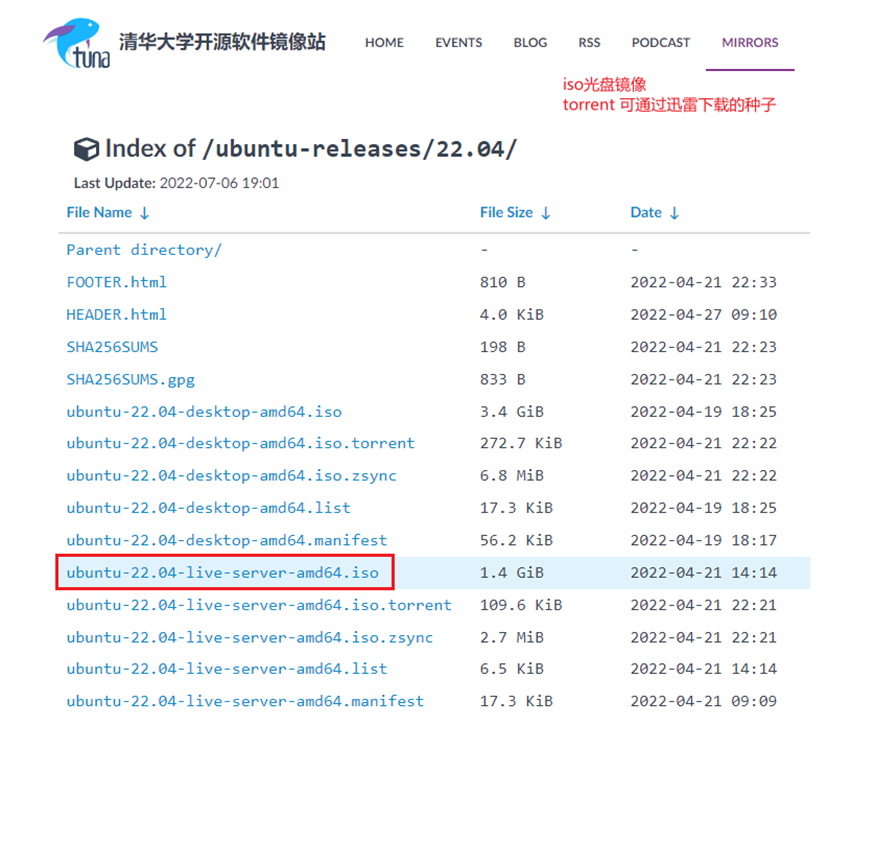 tuna 清华大学开源软件镜像站 HOME EVENTS BLOG RSS PODCAST MIRRORS
iso光盘镜像
torrent 可通过迅雷下载的种子
Index of /ubuntu-releases/22.04/
Last Update: 2022-07-06 19:01
File Name ↓ File Size ↓ Date ↓
Parent directory/ - -
FOOTER.html 810 B 2022-04-21 22:33
HEADER.html 4.0 KiB 2022-04-27 09:10
SHA256SUMS 198 B 2022-04-21 22:23
SHA256SUMS.gpg 833 B 2022-04-21 22:23
ubuntu-22.04-desktop-amd64.iso 3.4 GiB 2022-04-19 18:25
ubuntu-22.04-desktop-amd64.iso.torrent 272.7 KiB 2022-04-21 22:22
ubuntu-22.04-desktop-amd64.iso.zsync 6.8 MiB 2022-04-21 22:22
ubuntu-22.04-desktop-amd64.list 17.3 KiB 2022-04-19 18:25
ubuntu-22.04-desktop-amd64.manifest 56.2 KiB 2022-04-19 18:17
ubuntu-22.04-live-server-amd64.iso 1.4 GiB 2022-04-21 14:14
ubuntu-22.04-live-server-amd64.iso.torrent 109.6 KiB 2022-04-21 22:21
ubuntu-22.04-live-server-amd64.iso.zsync 2.7 MiB 2022-04-21 22:21
ubuntu-22.04-live-server-amd64.list 6.5 KiB 2022-04-21 14:14
ubuntu-22.04-live-server-amd64.manifest 17.3 KiB 2022-04-21 09:09